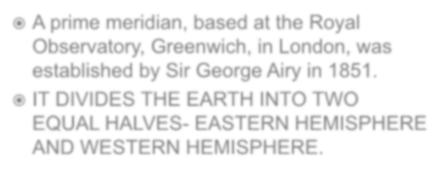 A prime meridian, based at the Royal
Observatory, Greenwich, in London, was
established by Sir George Airy in 1851.
IT DIVIDES THE EARTH INTO TWO
EQUAL HALVES- EASTERN HEMISPHERE
AND WESTERN HEMISPHERE.